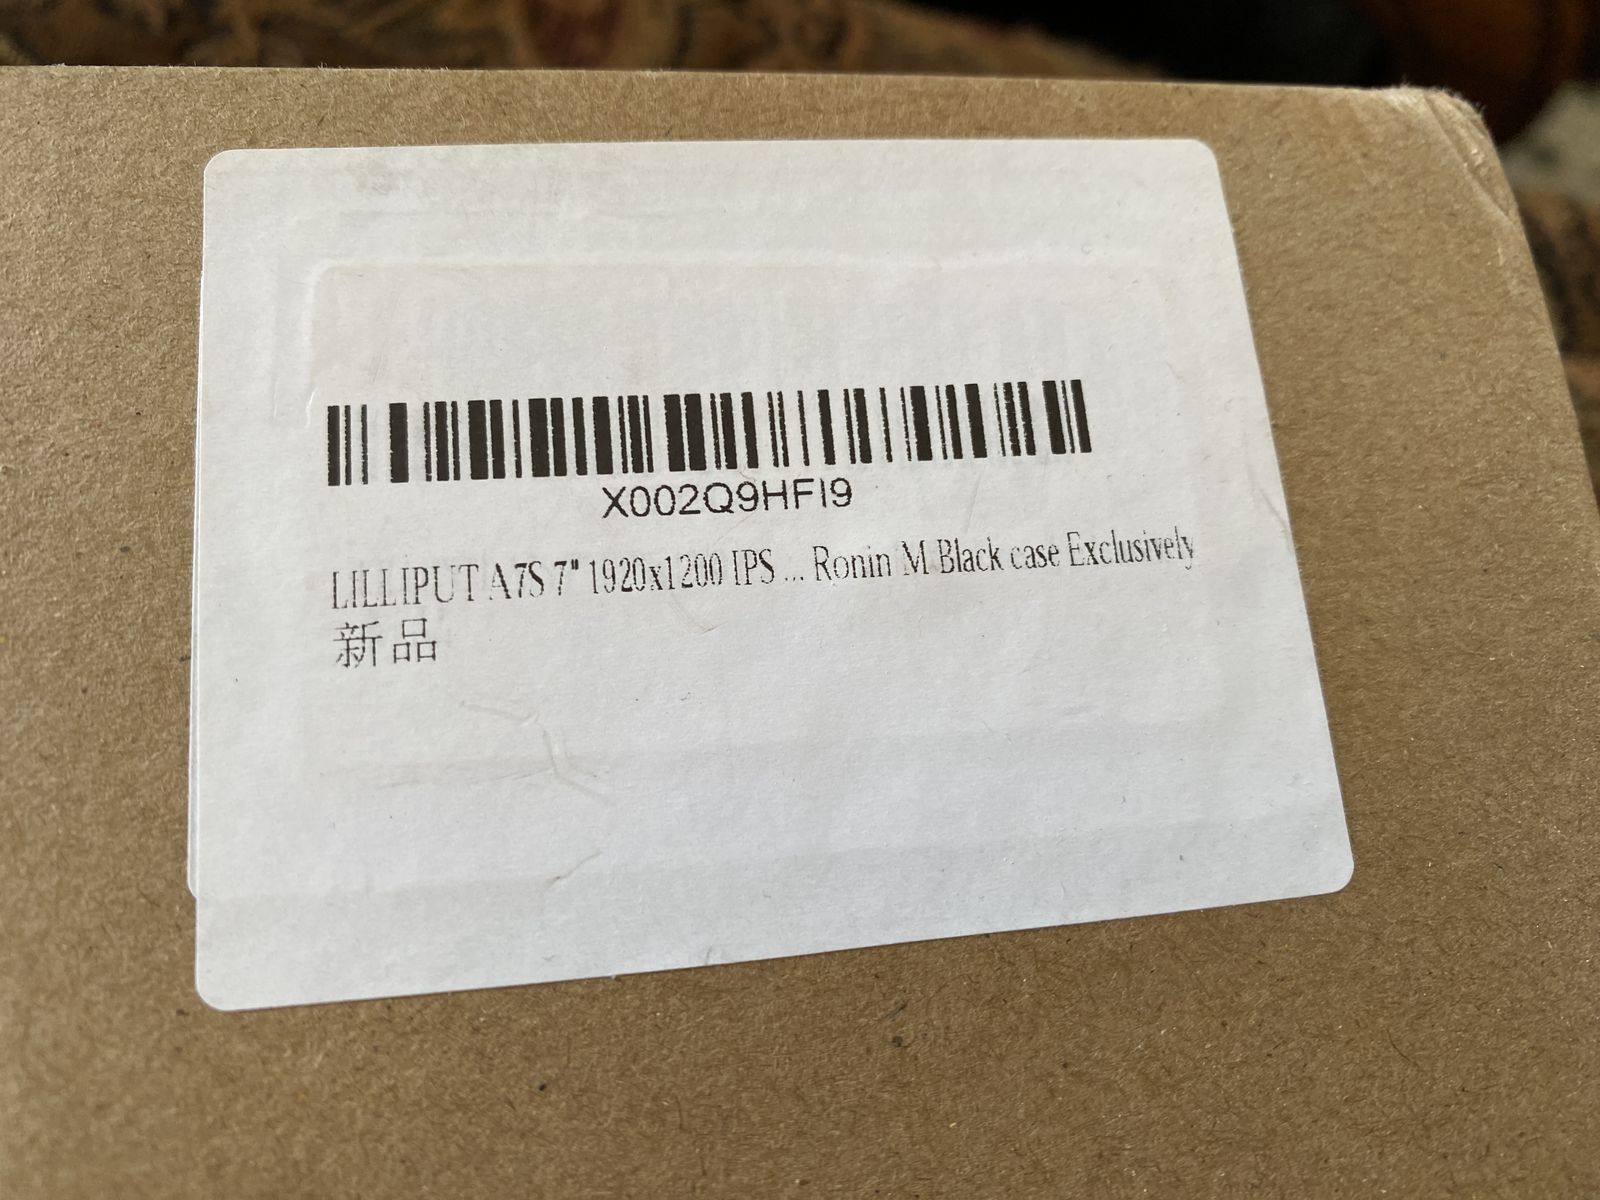 X002Q9HFI9
LILLIPUT A7S 7" 1920x1200 IPS ... Ronin M Black case Exclusively
新品